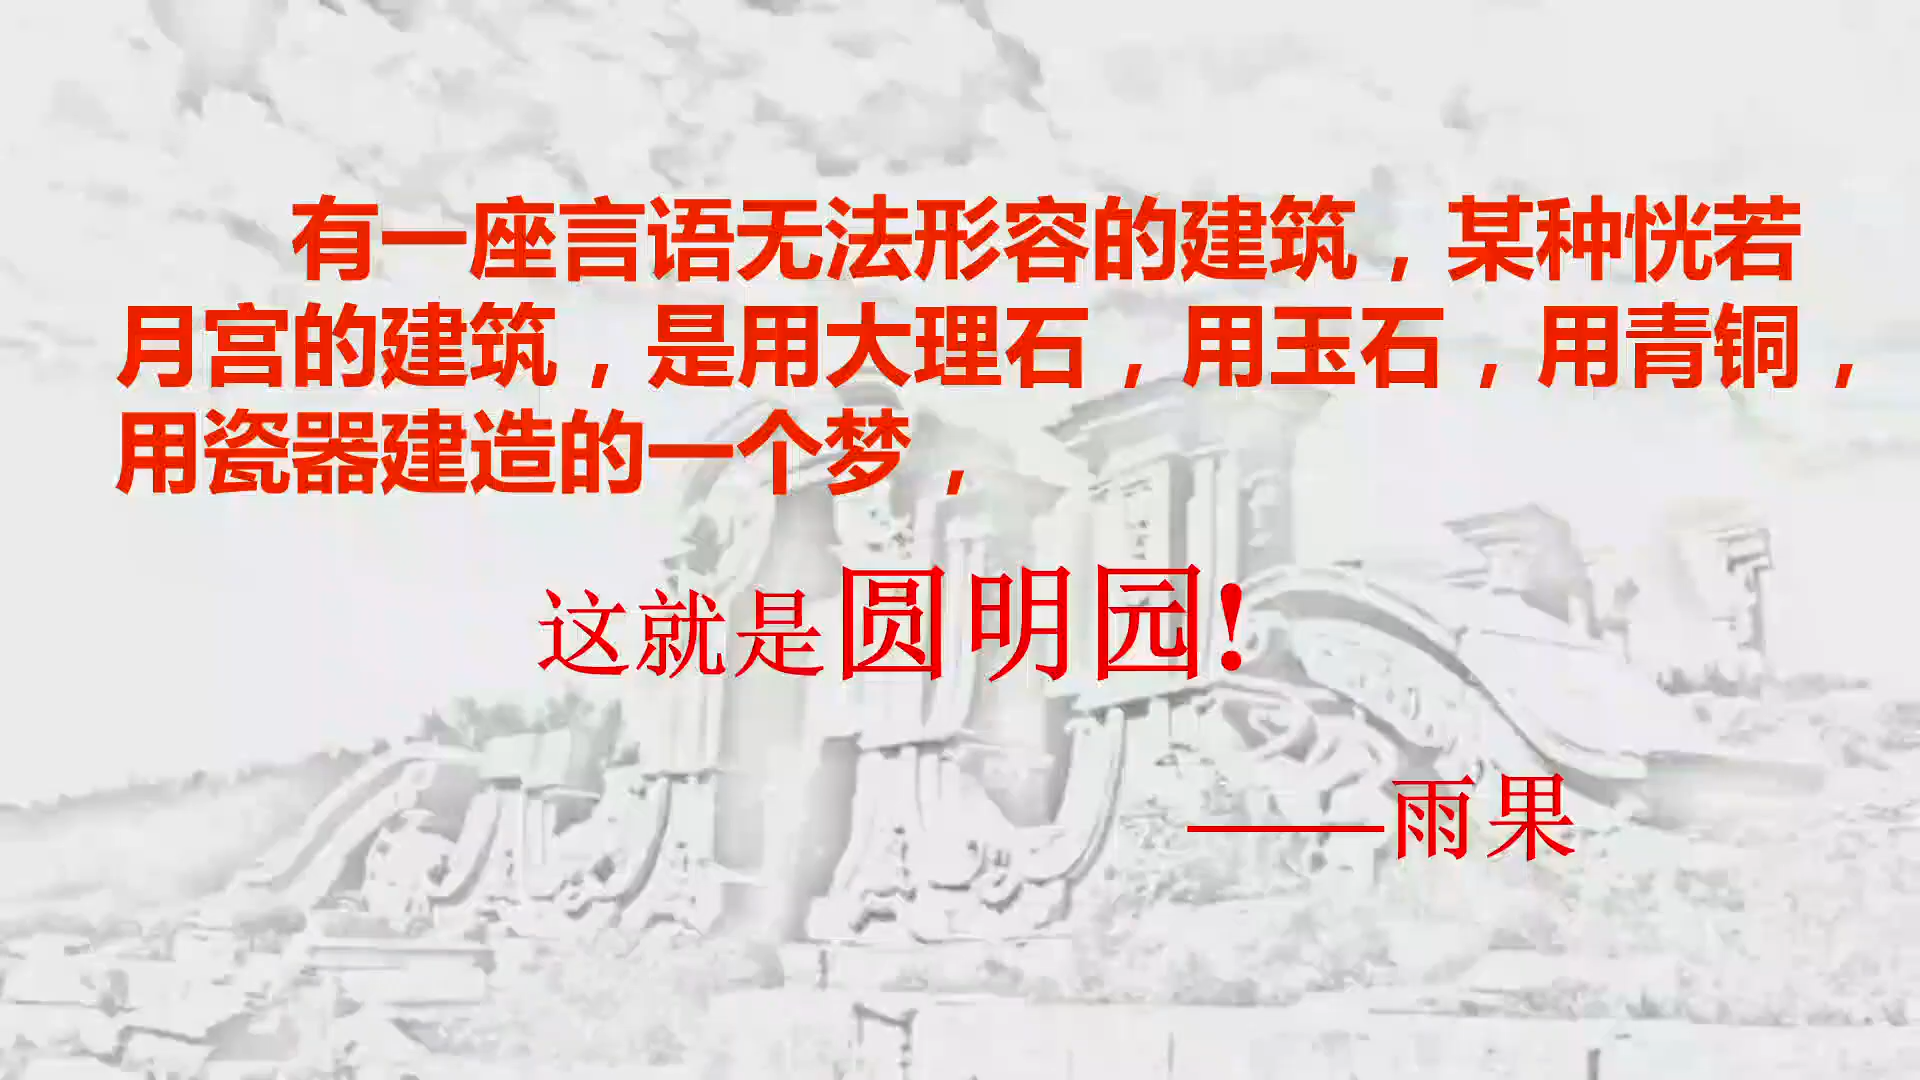 有一座言语无法形容的建筑，某种恍若
月宫的建筑，是用大理石，用玉石，用青铜，
用瓷器建造的一个梦，
这就是圆明园!
——雨果